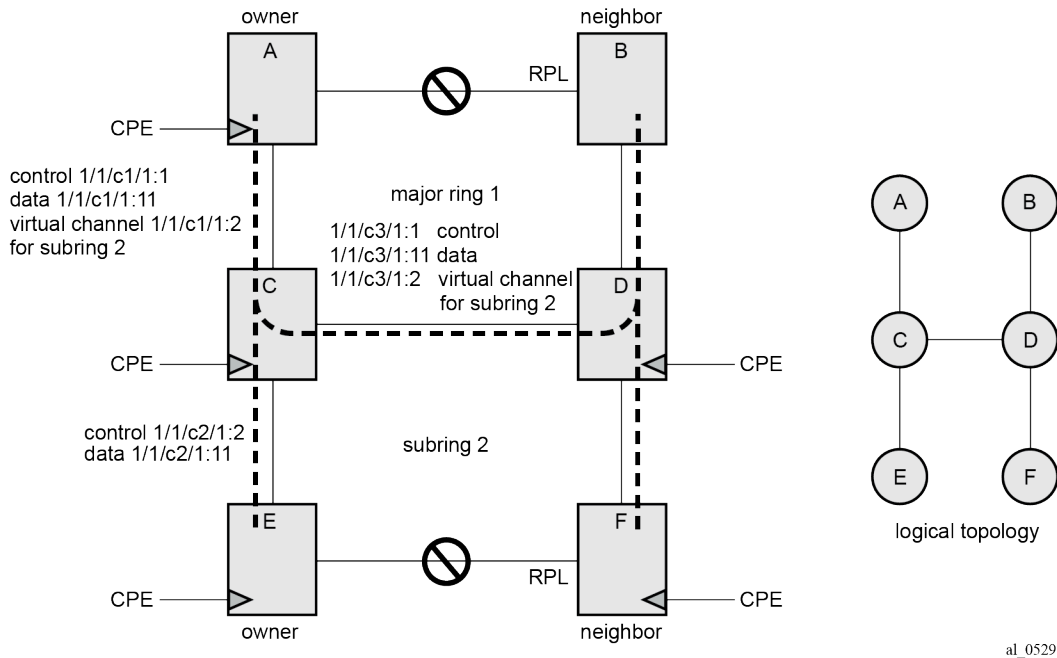 owner
neighbor
A
B
RPL
CPE
control 1/1/c1/1:1
data 1/1/c1/1:11
virtual channel 1/1/c1/1:2
for subring 2
major ring 1
1/1/c3/1:1 control
1/1/c3/1:11 data
1/1/c3/1:2 virtual channel
for subring 2
C
D
CPE
CPE
control 1/1/c2/1:2
data 1/1/c2/1:11
subring 2
E
F
RPL
CPE
CPE
owner
neighbor
A
B
C
D
E
F
logical topology
al_0529